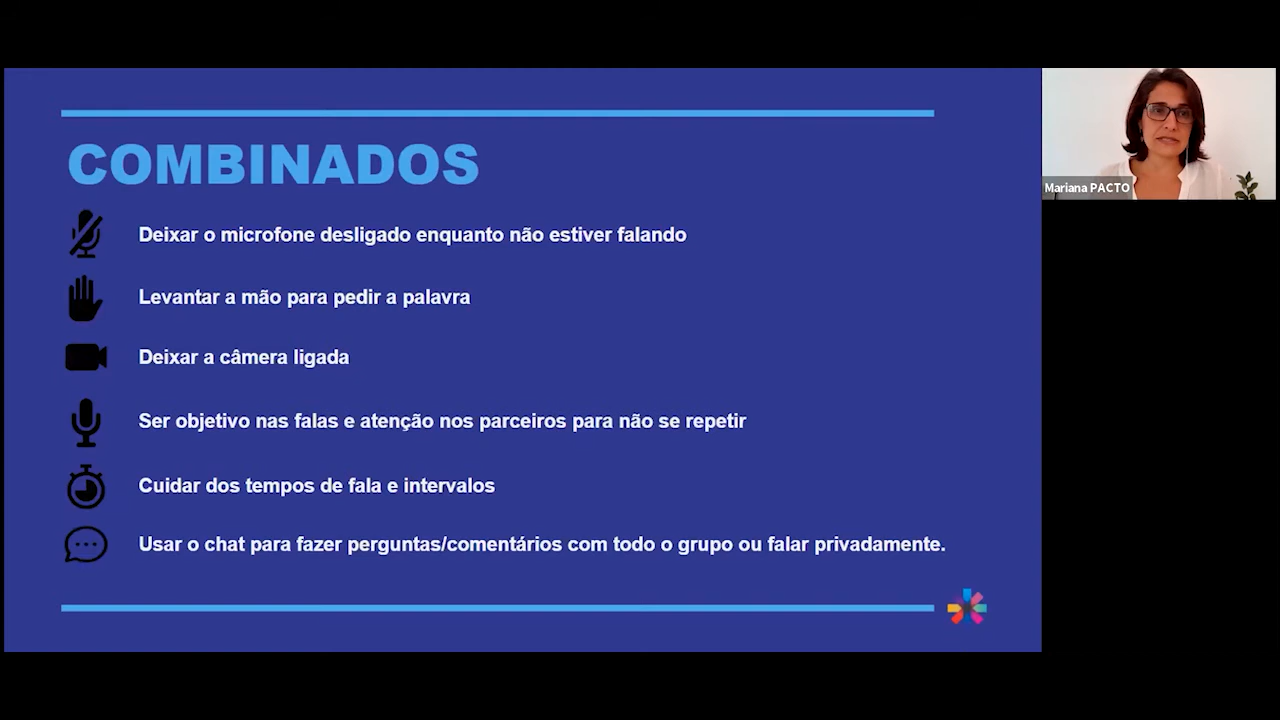 COMBINADOS
Deixar o microfone desligado enquanto não estiver falando
Levantar a mão para pedir a palavra
Deixar a câmera ligada
Ser objetivo nas falas e atenção nos parceiros para não se repetir
Cuidar dos tempos de fala e intervalos
Usar o chat para fazer perguntas/comentários com todo o grupo ou falar privadamente.
Mariana PACTO